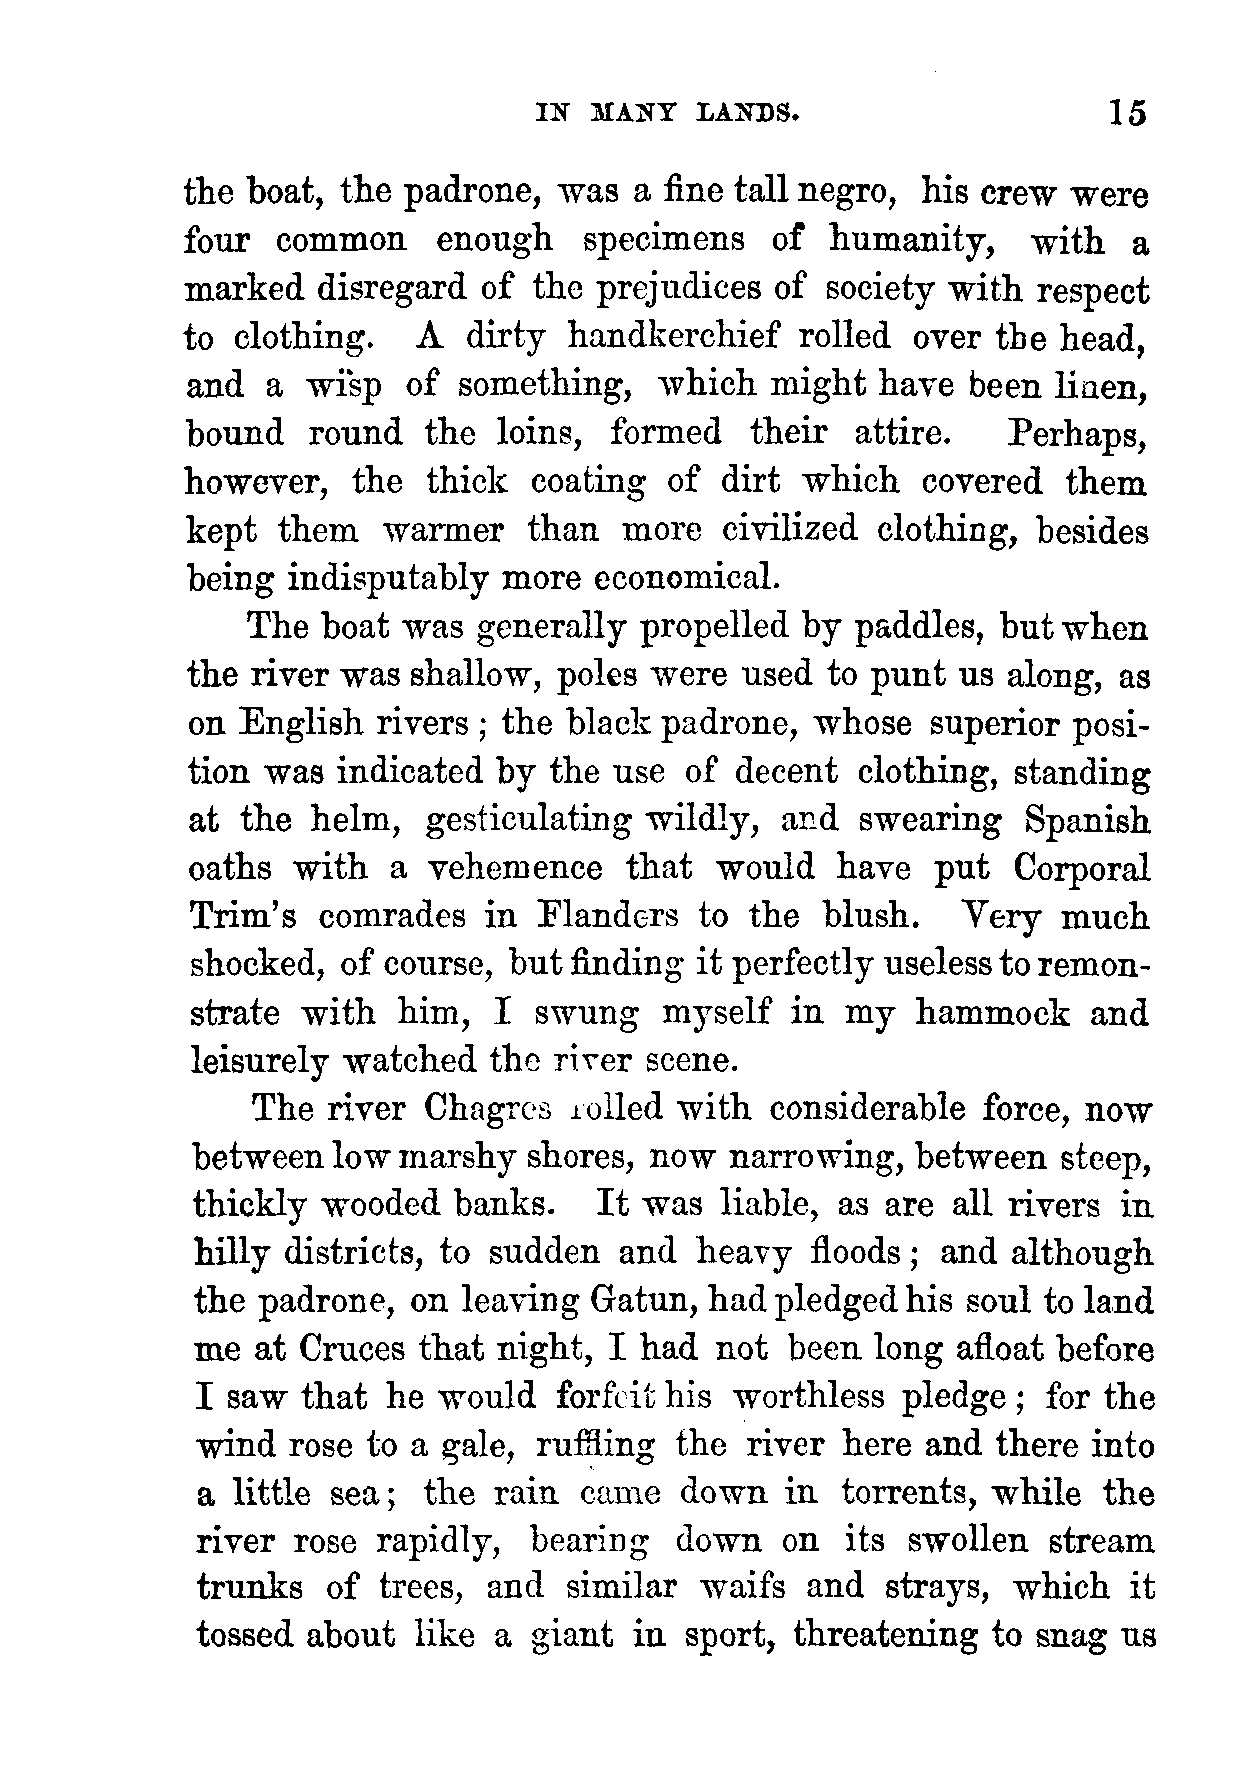 IN MANY LANDS. 15
the boat, the padrone, was a fine tall negro, his crew were
four common enough specimens of humanity, with a
marked disregard of the prejudices of society with respect
to clothing. A dirty handkerchief rolled over the head,
and a wisp of something, which might have been linen,
bound round the loins, formed their attire. Perhaps,
however, the thick coating of dirt which covered them
kept them warmer than more civilized clothing, besides
being indisputably more economical.
The boat was generally propelled by paddles, but when
the river was shallow, poles were used to punt us along, as
on English rivers ; the black padrone, whose superior posi-
tion was indicated by the use of decent clothing, standing
at the helm, gesticulating wildly, and swearing Spanish
oaths with a vehemence that would have put Corporal
Trim's comrades in Flanders to the blush. Very much
shocked, of course, but finding it perfectly useless to remon-
strate with him, I swung myself in my hammock and
leisurely watched the river scene.
The river Chagres rolled with considerable force, now
between low marshy shores, now narrowing, between steep,
thickly wooded banks. It was liable, as are all rivers in
hilly districts, to sudden and heavy floods ; and although
the padrone, on leaving Gatun, had pledged his soul to land
me at Cruces that night, I had not been long afloat before
I saw that he would forfeit his worthless pledge ; for the
wind rose to a gale, ruffling the river here and there into
a little sea ; the rain came down in torrents, while the
river rose rapidly, bearing down on its swollen stream
trunks of trees, and similar waifs and strays, which it
tossed about like a giant in sport, threatening to snag us